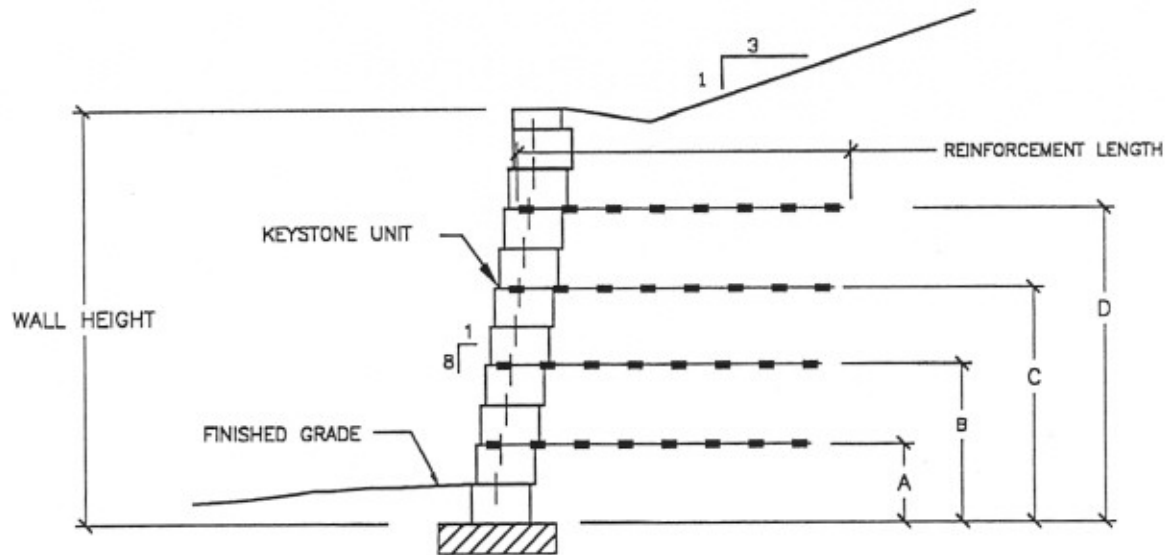 3
1
REINFORCEMENT LENGTH
KEYSTONE UNIT
WALL HEIGHT
1
8
D
C
B
FINISHED GRADE
A